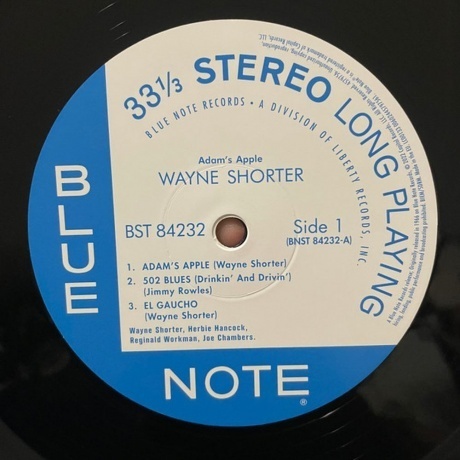 33 1/3 STEREO LONG PLAYING
BLUE NOTE RECORDS • A DIVISION OF LIBERTY RECORDS, INC.
Adam's Apple
WAYNE SHORTER
BST 84232
Side 1
(BNST 84232-A)
1. ADAM'S APPLE (Wayne Shorter)
2. 502 BLUES (Drinkin' And Drivin')
(Jimmy Rowles)
3. EL GAUCHO
(Wayne Shorter)
Wayne Shorter, Herbie Hancock,
Reginald Workman, Joe Chambers.
BLUE
NOTE®